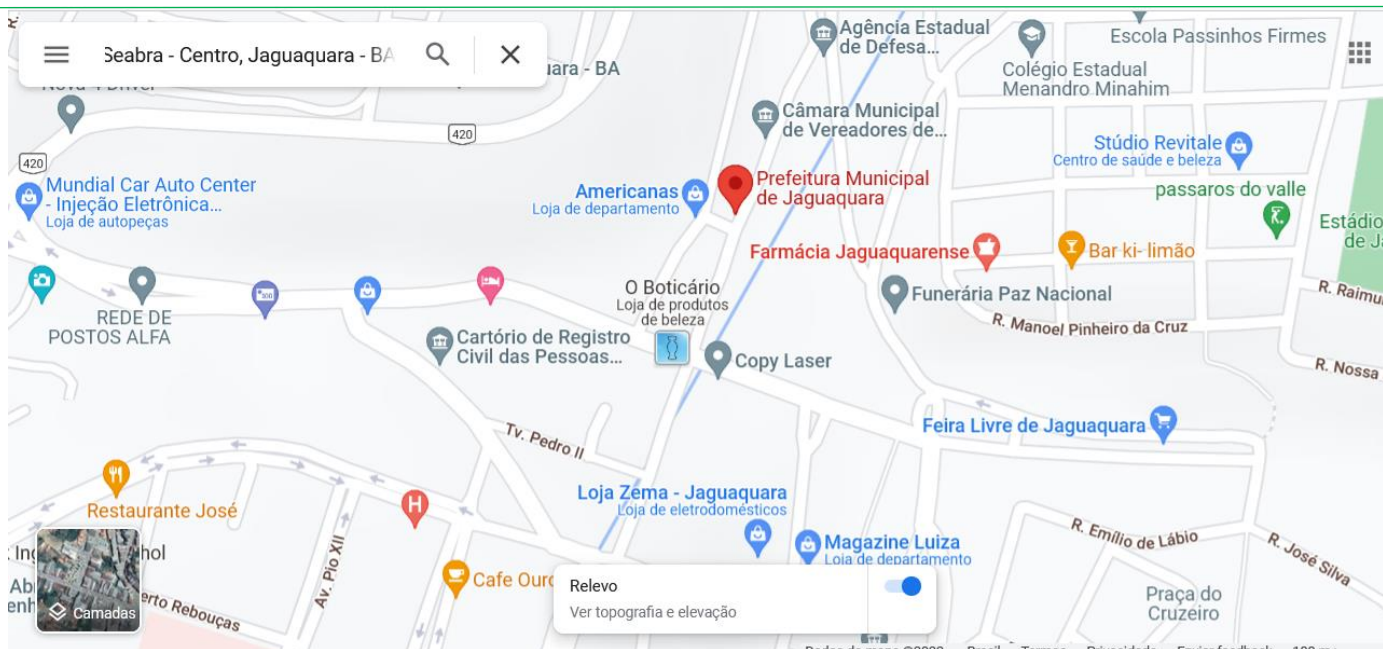 Seabra - Centro, Jaguaquara - BA
uara - BA
420
420
Agência Estadual
de Defesa...
Escola Passinhos Firmes
Colégio Estadual
Menandro Minahim
Câmara Municipal
de Vereadores de...
Stúdio Revitale
Centro de saúde e beleza
Mundial Car Auto Center
- Injeção Eletrônica...
Loja de autopeças
Americanas
Loja de departamento
Prefeitura Municipal
de Jaguaquara
passaros do valle
Estádio
de Ja
Farmácia Jaguaquarense
Bar ki- limão
O Boticário
Loja de produtos
de beleza
Funerária Paz Nacional
R. Raimu
REDE DE
POSTOS ALFA
Cartório de Registro
Civil das Pessoas...
R. Manoel Pinheiro da Cruz
Copy Laser
R. Nossa
Feira Livre de Jaguaquara
Tv. Pedro II
Restaurante José
H
Loja Zema - Jaguaquara
Loja de eletrodomésticos
Magazine Luiza
Loja de departamento
R. Emílio de Lábio
R. José Silva
Av. Pio XII
Cafe Ouro
Relevo
Ver topografia e elevação
Praça do
Cruzeiro
Camadas
erto Rebouças